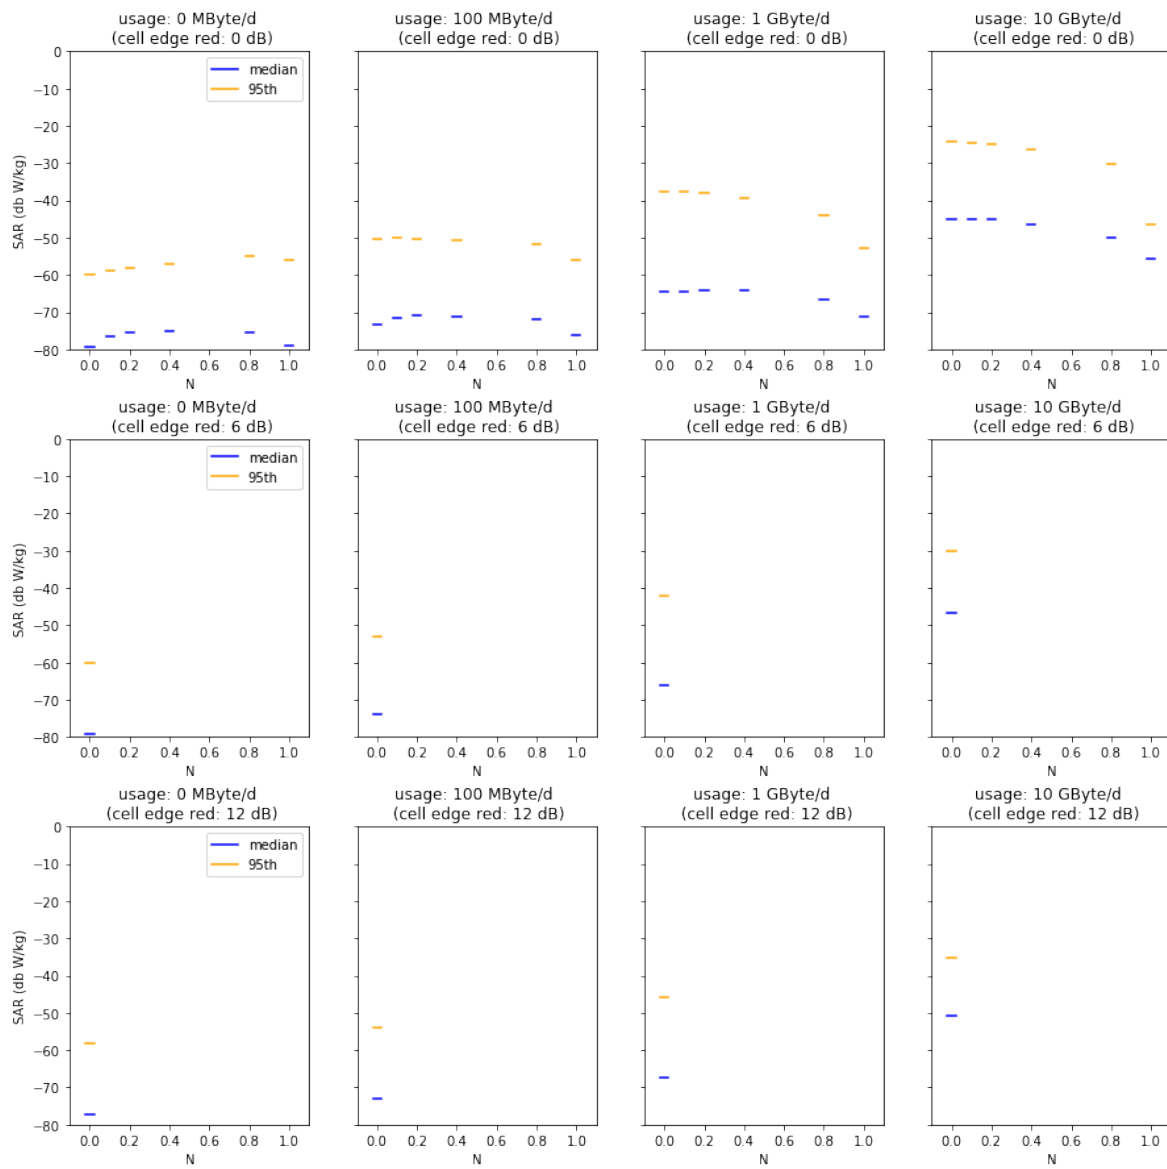 usage: 0 MByte/d
(cell edge red: 0 dB)
usage: 100 MByte/d
(cell edge red: 0 dB)
usage: 1 GByte/d
(cell edge red: 0 dB)
usage: 10 GByte/d
(cell edge red: 0 dB)
median
95th
SAR (db W/kg)
0
−10
−20
−30
−40
−50
−60
−70
−80
0.0 0.2 0.4 0.6 0.8 1.0
N
0.0 0.2 0.4 0.6 0.8 1.0
N
0.0 0.2 0.4 0.6 0.8 1.0
N
0.0 0.2 0.4 0.6 0.8 1.0
N
usage: 0 MByte/d
(cell edge red: 6 dB)
usage: 100 MByte/d
(cell edge red: 6 dB)
usage: 1 GByte/d
(cell edge red: 6 dB)
usage: 10 GByte/d
(cell edge red: 6 dB)
median
95th
SAR (db W/kg)
0
−10
−20
−30
−40
−50
−60
−70
−80
0.0 0.2 0.4 0.6 0.8 1.0
N
0.0 0.2 0.4 0.6 0.8 1.0
N
0.0 0.2 0.4 0.6 0.8 1.0
N
0.0 0.2 0.4 0.6 0.8 1.0
N
usage: 0 MByte/d
(cell edge red: 12 dB)
usage: 100 MByte/d
(cell edge red: 12 dB)
usage: 1 GByte/d
(cell edge red: 12 dB)
usage: 10 GByte/d
(cell edge red: 12 dB)
median
95th
SAR (db W/kg)
0
−10
−20
−30
−40
−50
−60
−70
−80
0.0 0.2 0.4 0.6 0.8 1.0
N
0.0 0.2 0.4 0.6 0.8 1.0
N
0.0 0.2 0.4 0.6 0.8 1.0
N
0.0 0.2 0.4 0.6 0.8 1.0
N